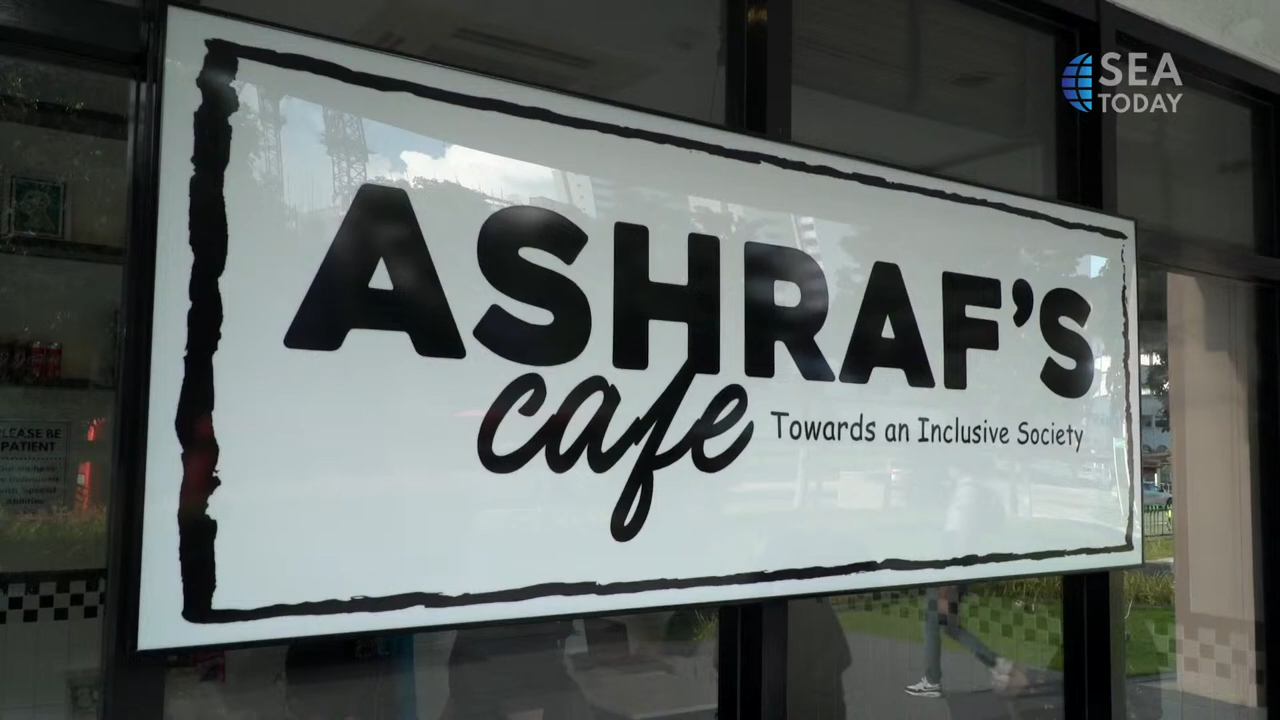 SEA
TODAY
ASHRAF'S
cafe
Towards an Inclusive Society
PLEASE BE
PATIENT